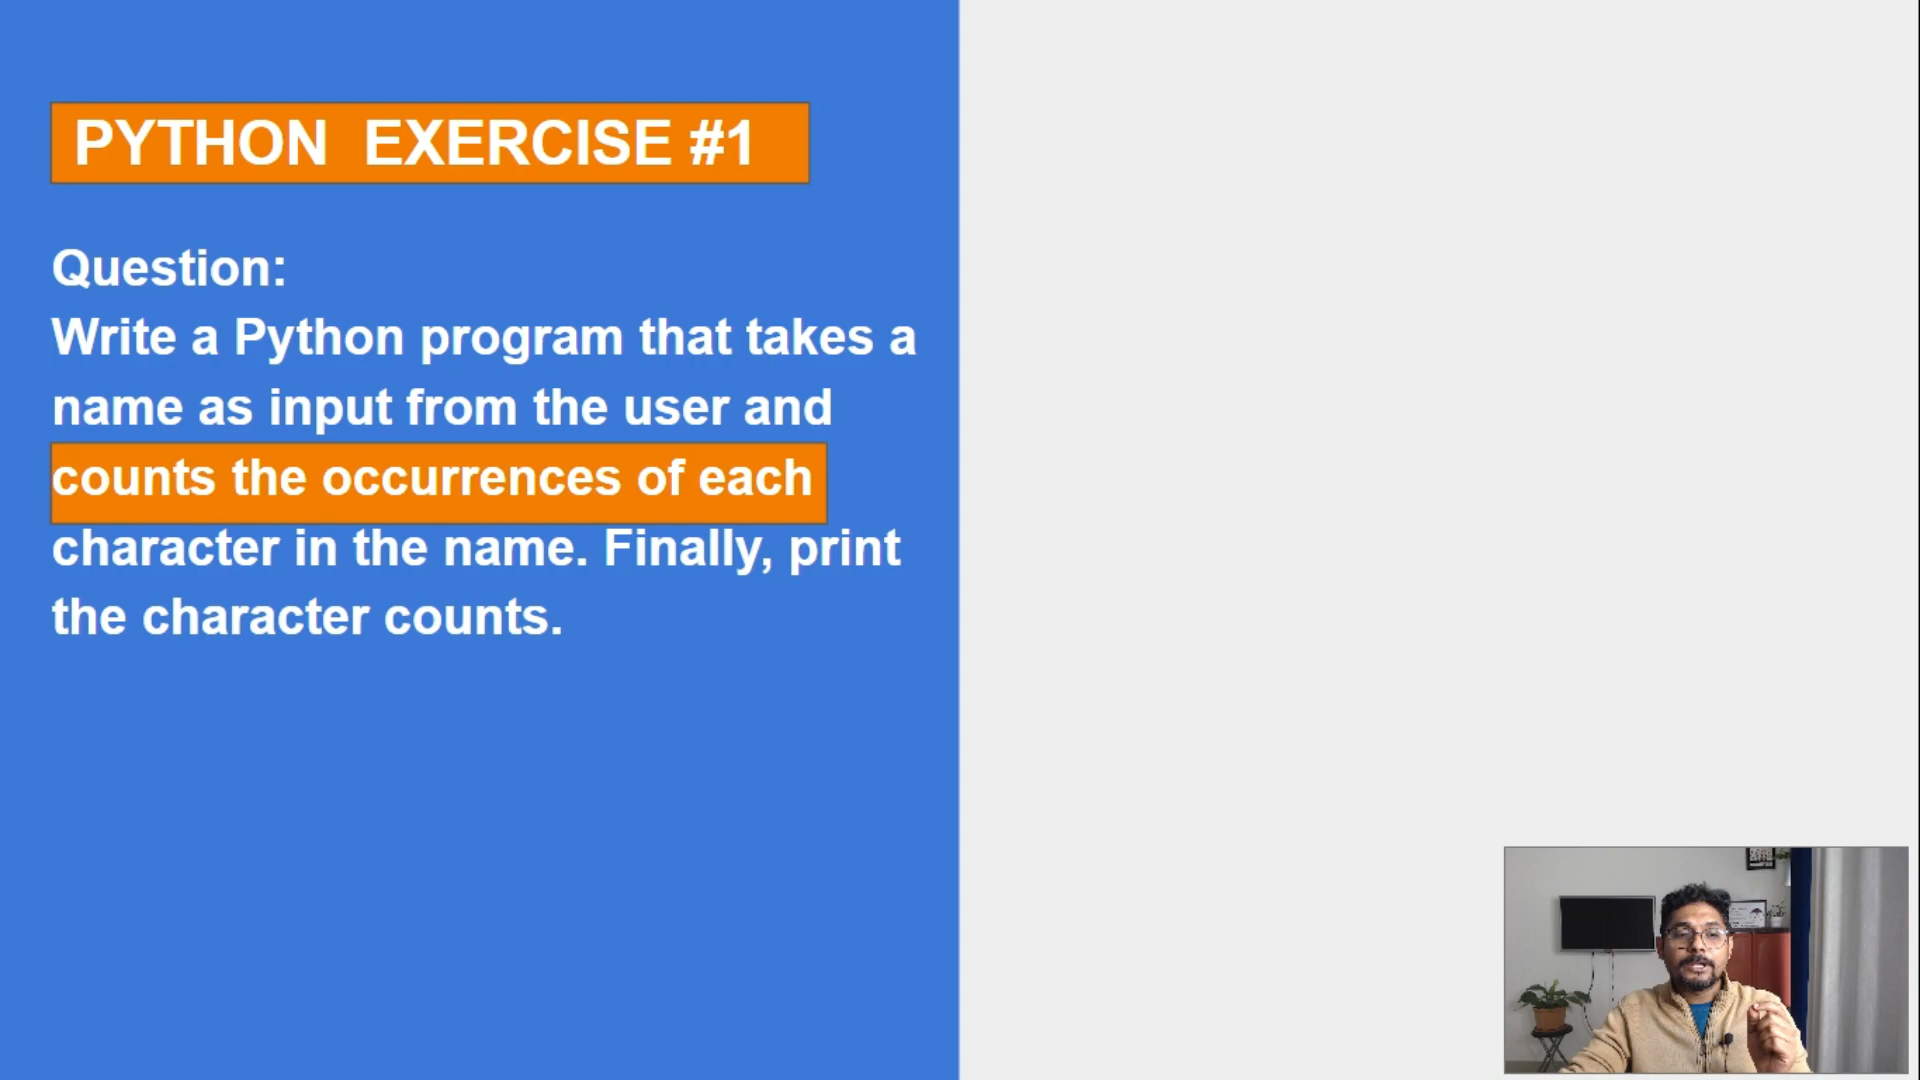 PYTHON EXERCISE #1
Question:
Write a Python program that takes a
name as input from the user and
counts the occurrences of each
character in the name. Finally, print
the character counts.